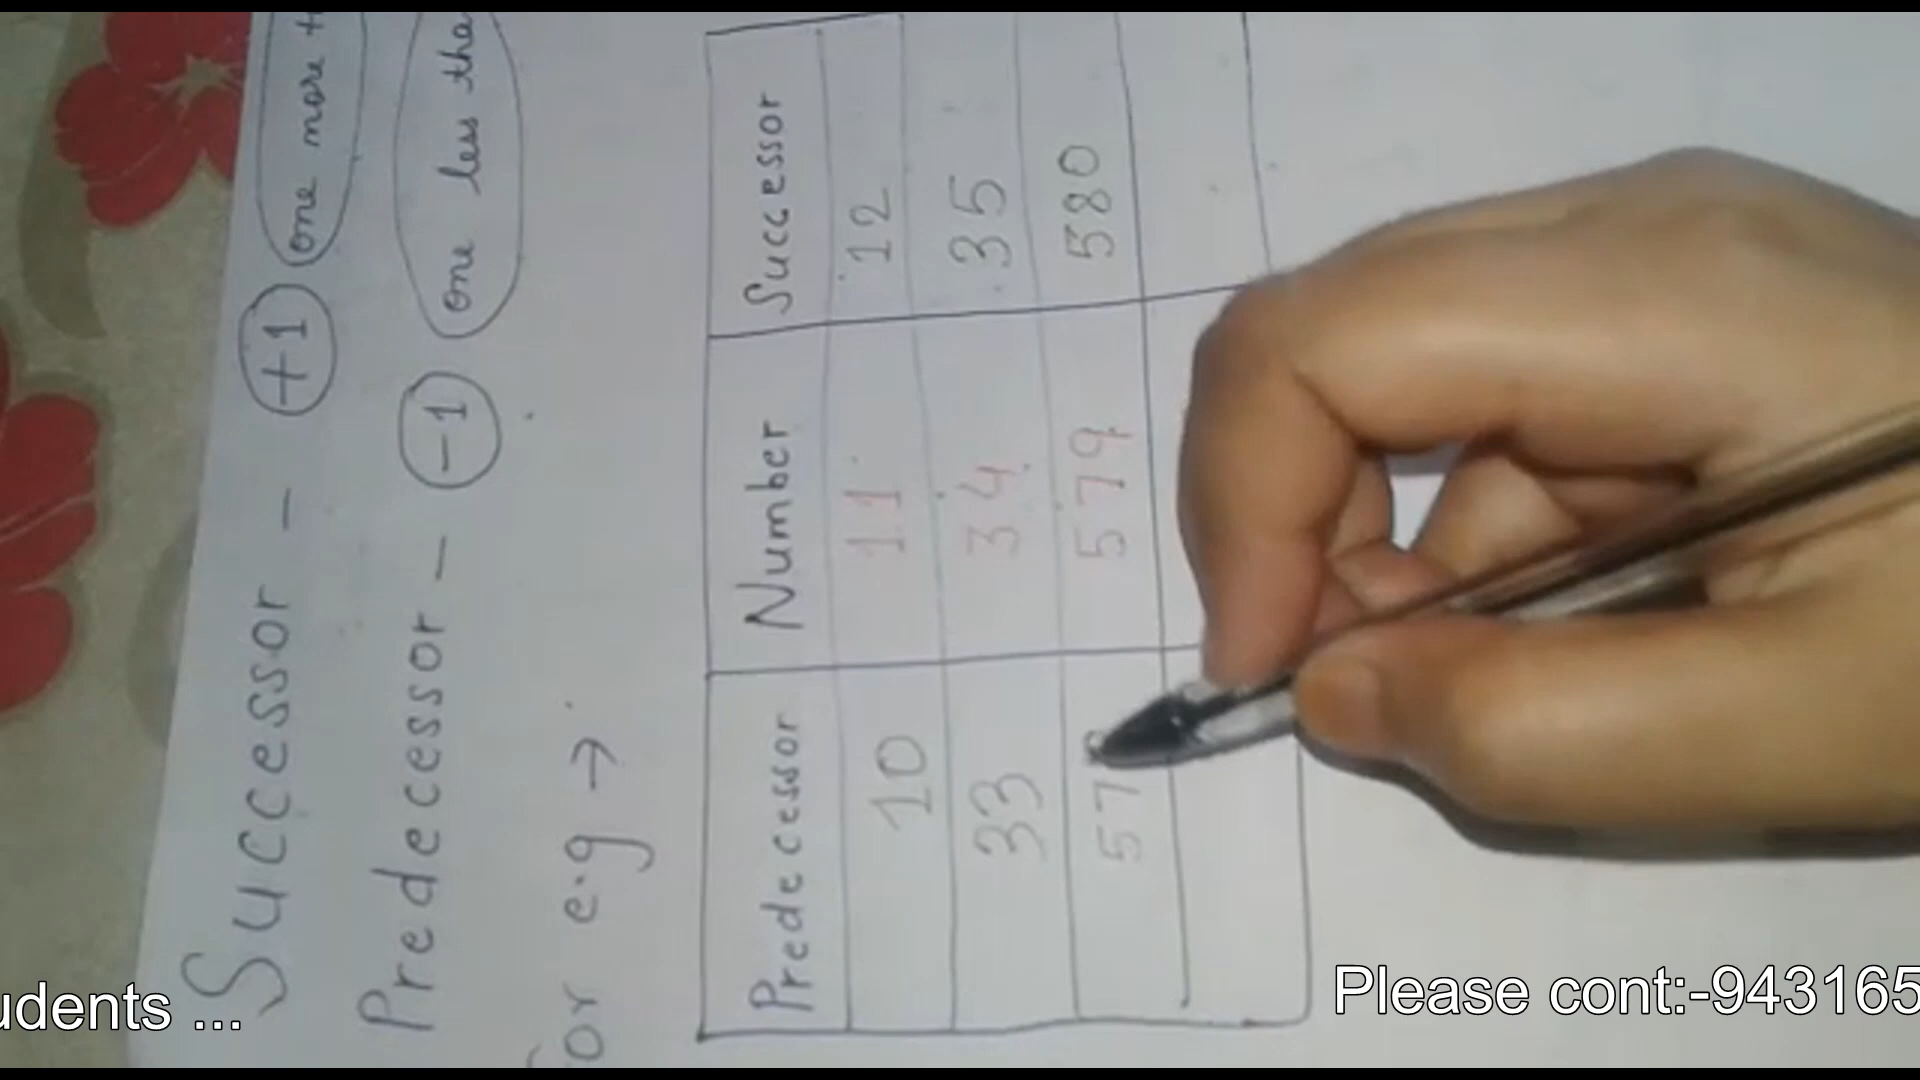 Successor - +1 one more
Predecessor - -1 one less
for e.g →
Predecessor Number Successor
10 11 12
33 34 35
57 579 580
udents ... Please cont:-943165